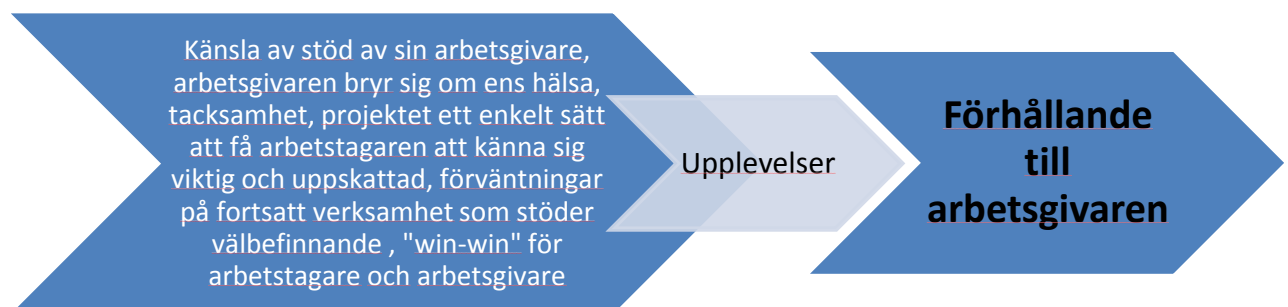 Känsla av stöd av sin arbetsgivare,
arbetsgivaren bryr sig om ens hälsa,
tacksamhet, projektet ett enkelt sätt
att få arbetstagaren att känna sig
viktig och uppskattad, förväntningar
på fortsatt verksamhet som stöder
välbefinnande , "win-win" för
arbetstagare och arbetsgivare
Upplevelser
Förhållande
till
arbetsgivaren